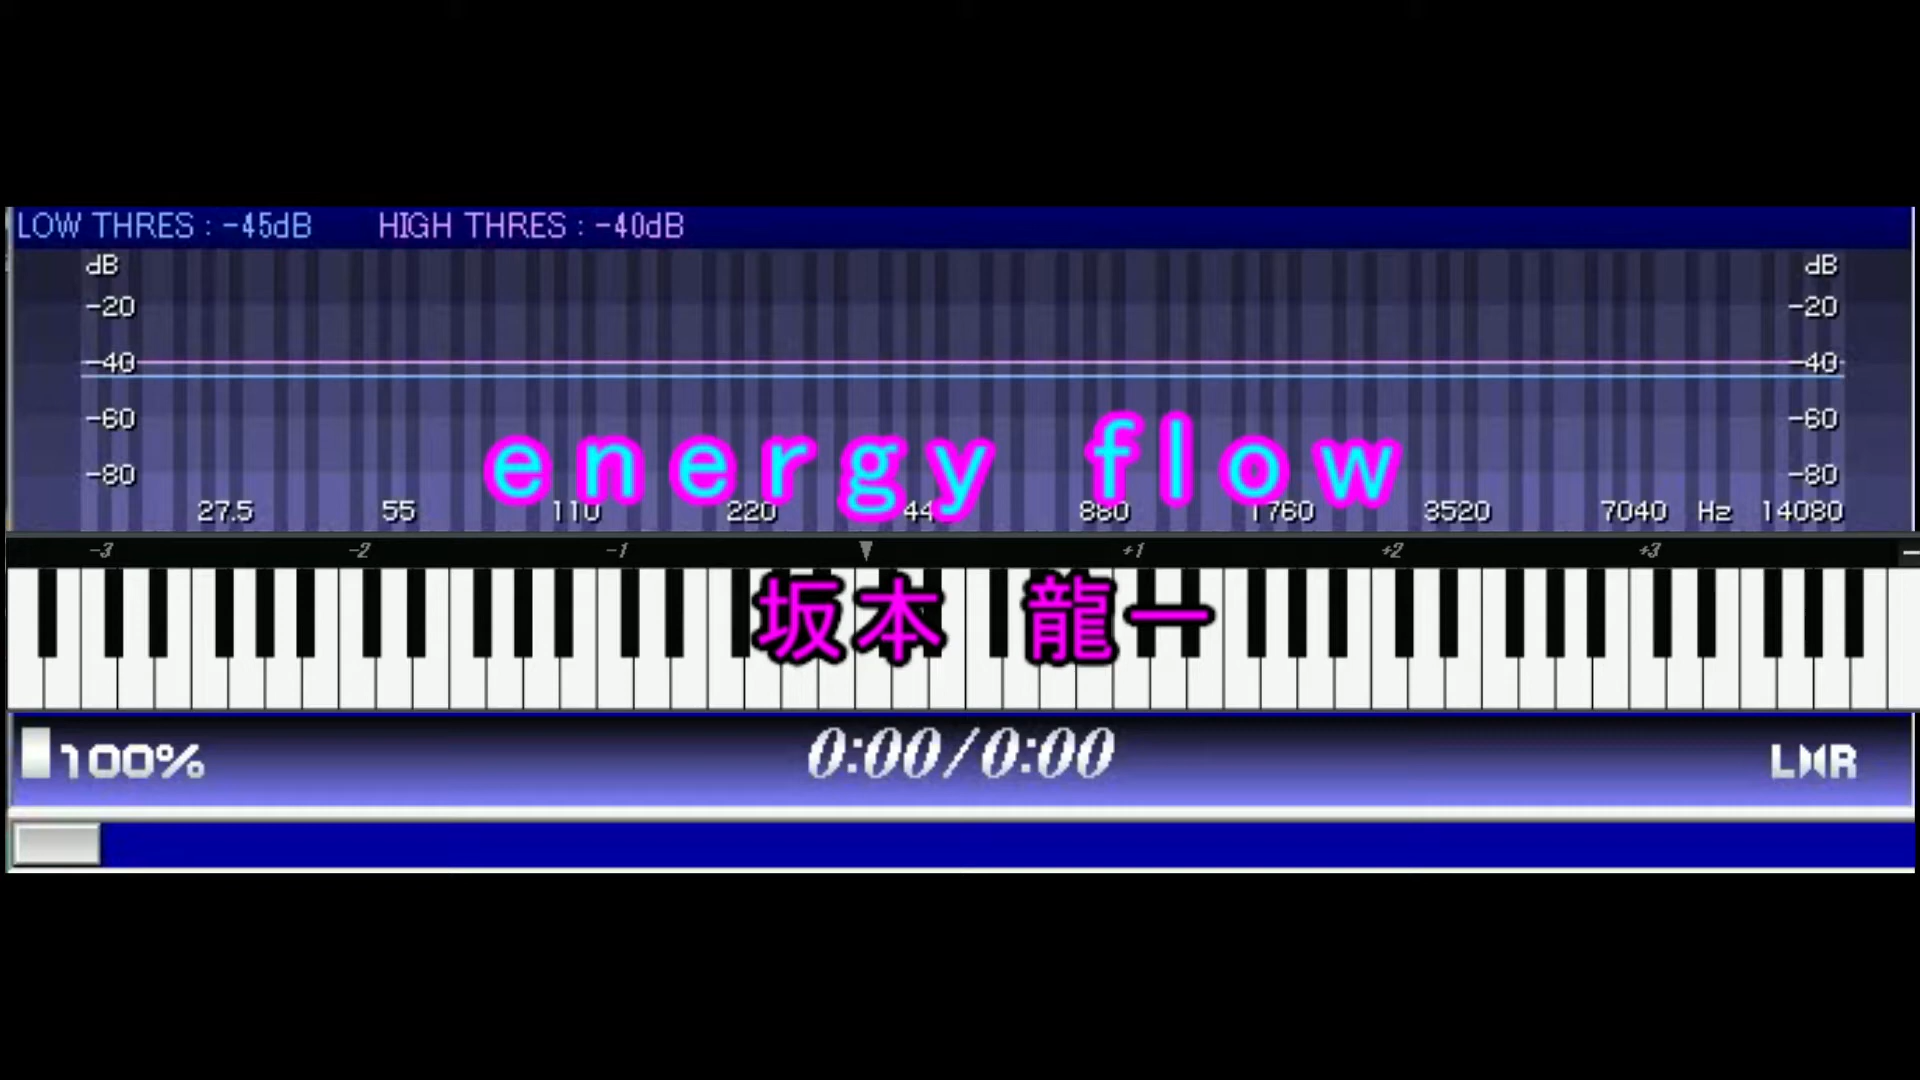 LOW THRES : -45dB HIGH THRES : -40dB
dB dB
-20 -20
-40 -40
-60 -60
energy flow
-80 -80
27.5 55 110 220 44 880 1760 3520 7040 Hz 14080
-3 -2 -1 ▼ +1 +2 +3
坂本 龍一
100% 0:00/0:00 L R